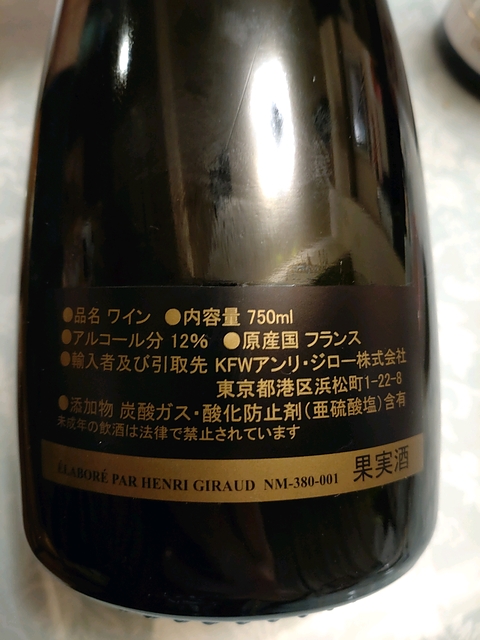 ●品名 ワイン ●内容量 750ml
●アルコール分 12% ●原産国 フランス
●輸入者及び引取先 KFWアンリ・ジロー株式会社
東京都港区浜松町1-22-8
●添加物 炭酸ガス・酸化防止剤(亜硫酸塩)含有
未成年の飲酒は法律で禁止されています
ÉLABORÉ PAR HENRI GIRAUD NM-380-001 果実酒